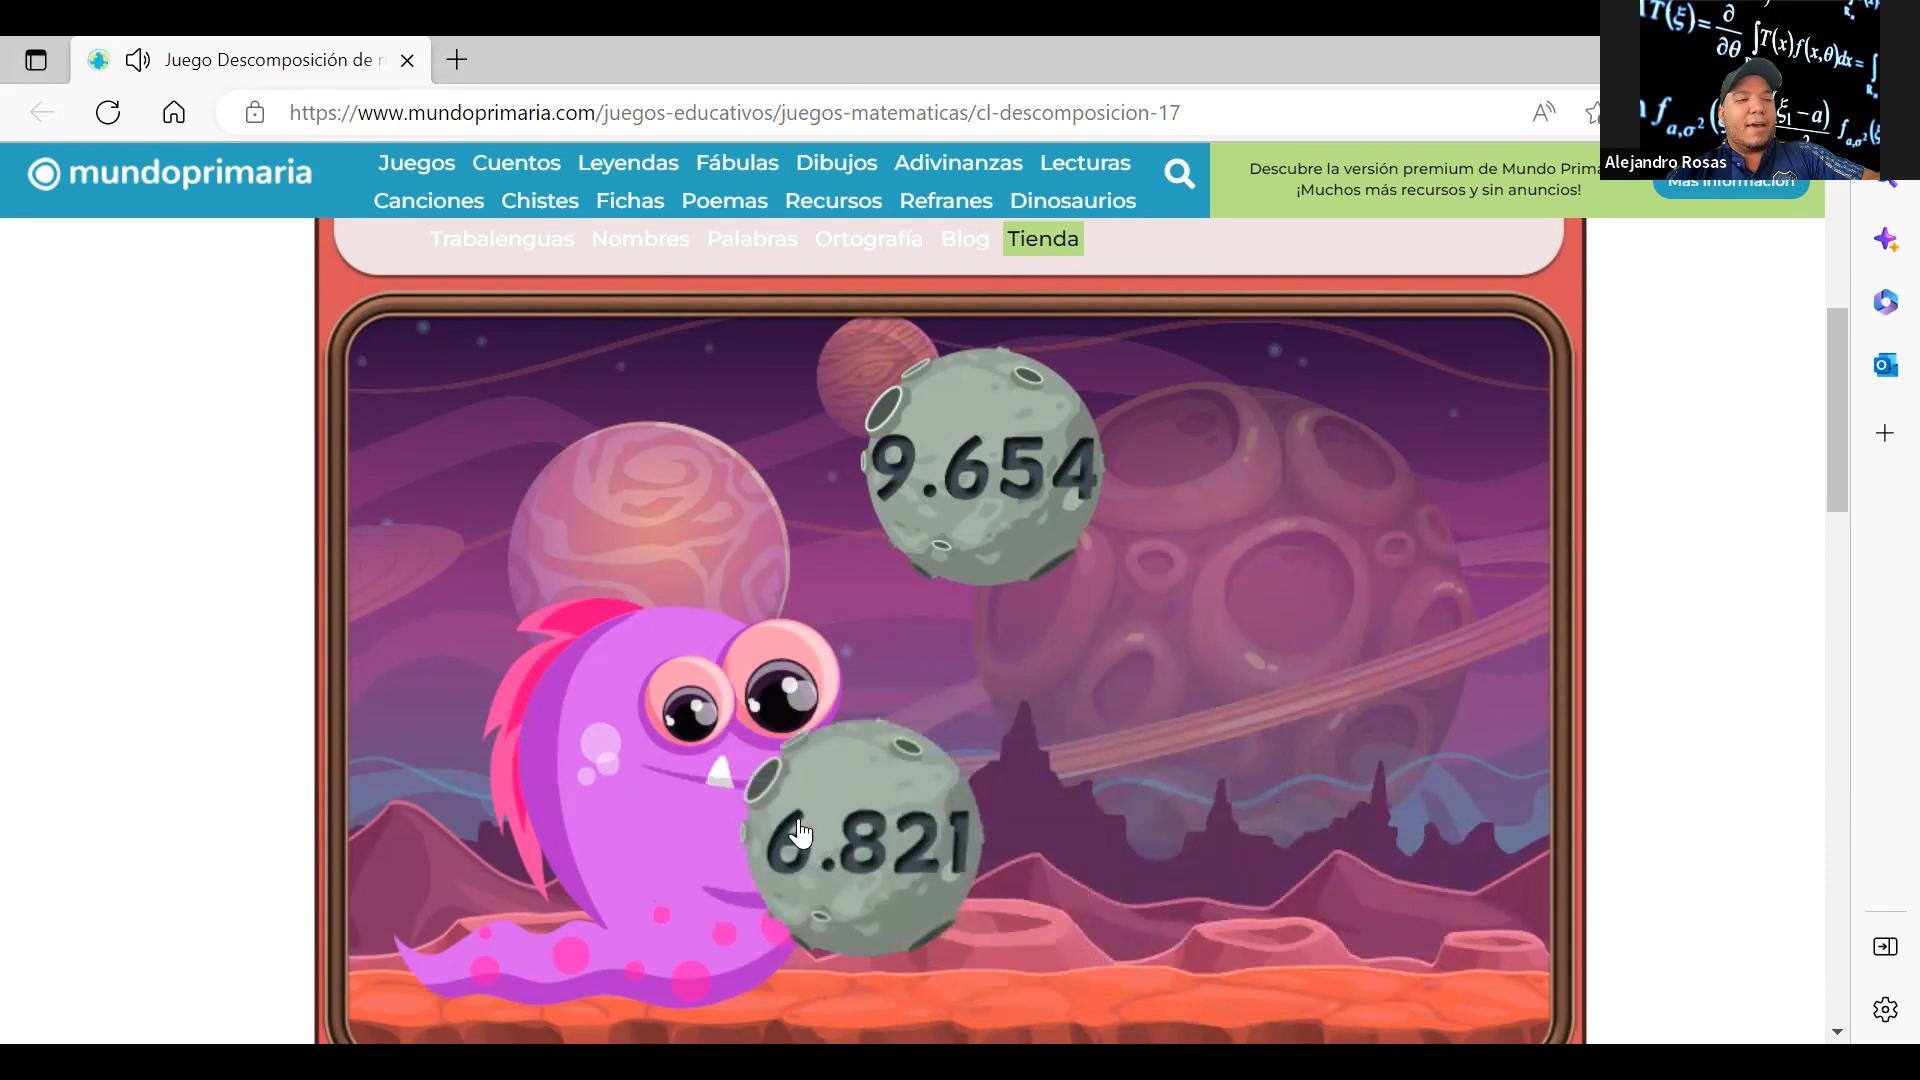 Juego Descomposición de
https://www.mundoprimaria.com/juegos-educativos/juegos-matematicas/cl-descomposicion-17
mundoprimaria
Juegos Cuentos Leyendas Fábulas Dibujos Adivinanzas Lecturas
Canciones Chistes Fichas Poemas Recursos Refranes Dinosaurios
Trabalenguas Nombres Palabras Ortografía Blog Tienda
Descubre la versión premium de Mundo
¡Muchos más recursos y sin anuncios!
Más información
Alejandro Rosas
9.654
6.821